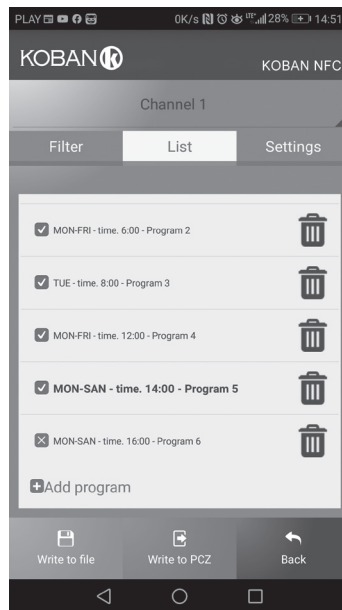 PLAY 0K/s LTE 28% 14:51
KOBAN K
KOBAN NFC
Channel 1
Filter List Settings
MON-FRI - time. 6:00 - Program 2
TUE - time. 8:00 - Program 3
MON-FRI - time. 12:00 - Program 4
MON-SAN - time. 14:00 - Program 5
MON-SAN - time. 16:00 - Program 6
Add program
Write to file Write to PCZ Back